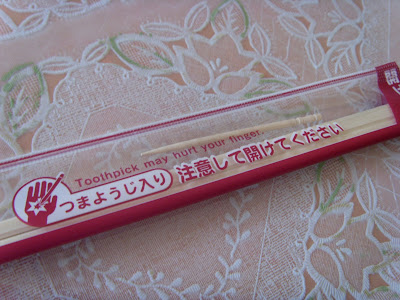 Toothpick may hurt your finger.
つまようじ入り 注意して開けてください